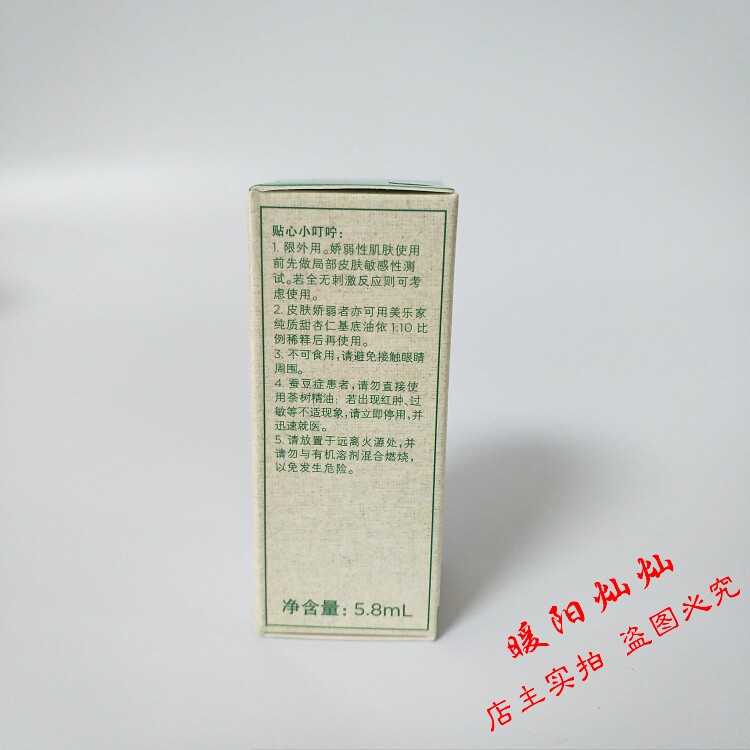 贴心小叮咛：
1. 限外用。娇弱性肌肤使用
前先做局部皮肤敏感性测
试。若全无刺激反应则可考
虑使用。
2. 皮肤娇弱者亦可用美乐家
纯质甜杏仁基底油依 1:10 比
例稀释后再使用。
3. 不可食用，请避免接触眼睛
周围。
4. 蚕豆症患者，请勿直接使
用茶树精油；若出现红肿、过
敏等不适现象，请立即停用，并
迅速就医。
5. 请放置于远离火源处，并
请勿与有机溶剂混合燃烧，
以免发生危险。
净含量：5.8mL
暖阳灿灿
店主实拍 盗图必究